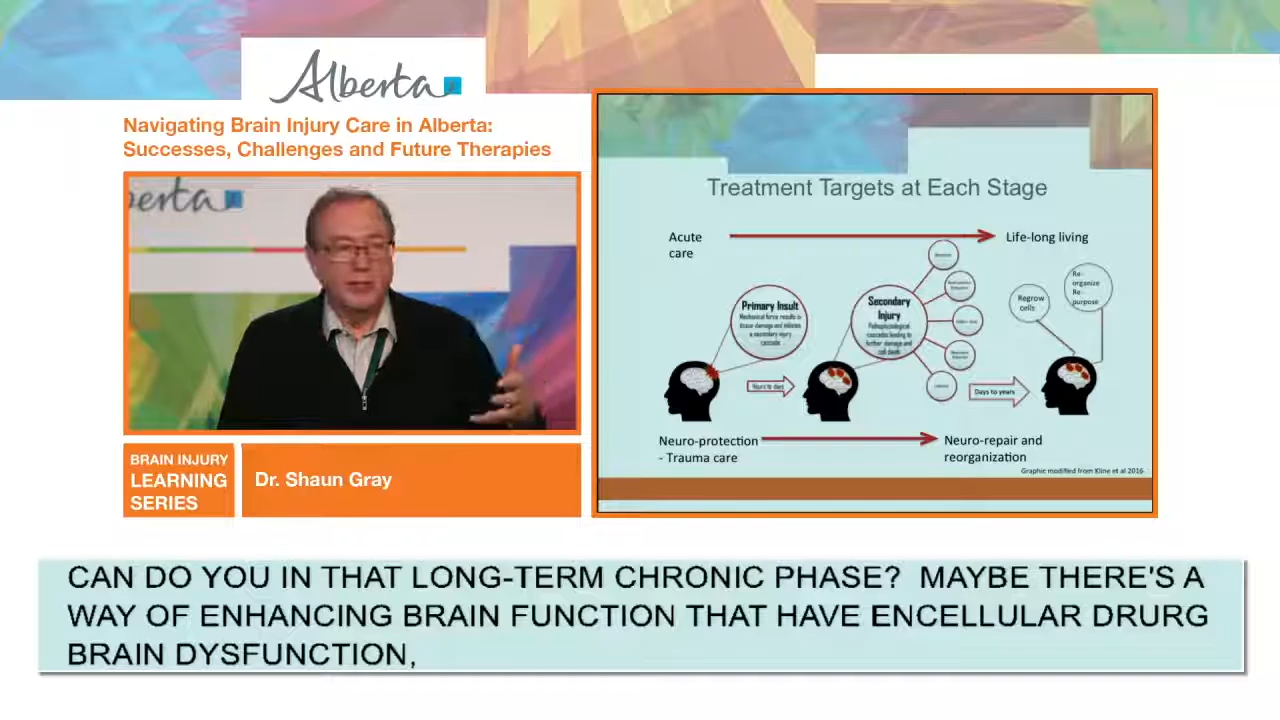 Alberta
Navigating Brain Injury Care in Alberta:
Successes, Challenges and Future Therapies
berta
BRAIN INJURY
LEARNING
SERIES
Dr. Shaun Gray
Treatment Targets at Each Stage
Acute
care
Life-long living
Primary Insult
Mechanical force results in
tissue damage and initiates
a secondary injury
cascade
Secondary
Injury
Pathophysiological
cascades leading to
further damage and
cell death
Regrow
cells
Re-
organize
Re-
purpose
Hours to days
Days to years
Neuro-protection
- Trauma care
Neuro-repair and
reorganization
Graphic modified from Kline et al 2016
CAN DO YOU IN THAT LONG-TERM CHRONIC PHASE? MAYBE THERE'S A
WAY OF ENHANCING BRAIN FUNCTION THAT HAVE ENCELLULAR DRURG
BRAIN DYSFUNCTION,